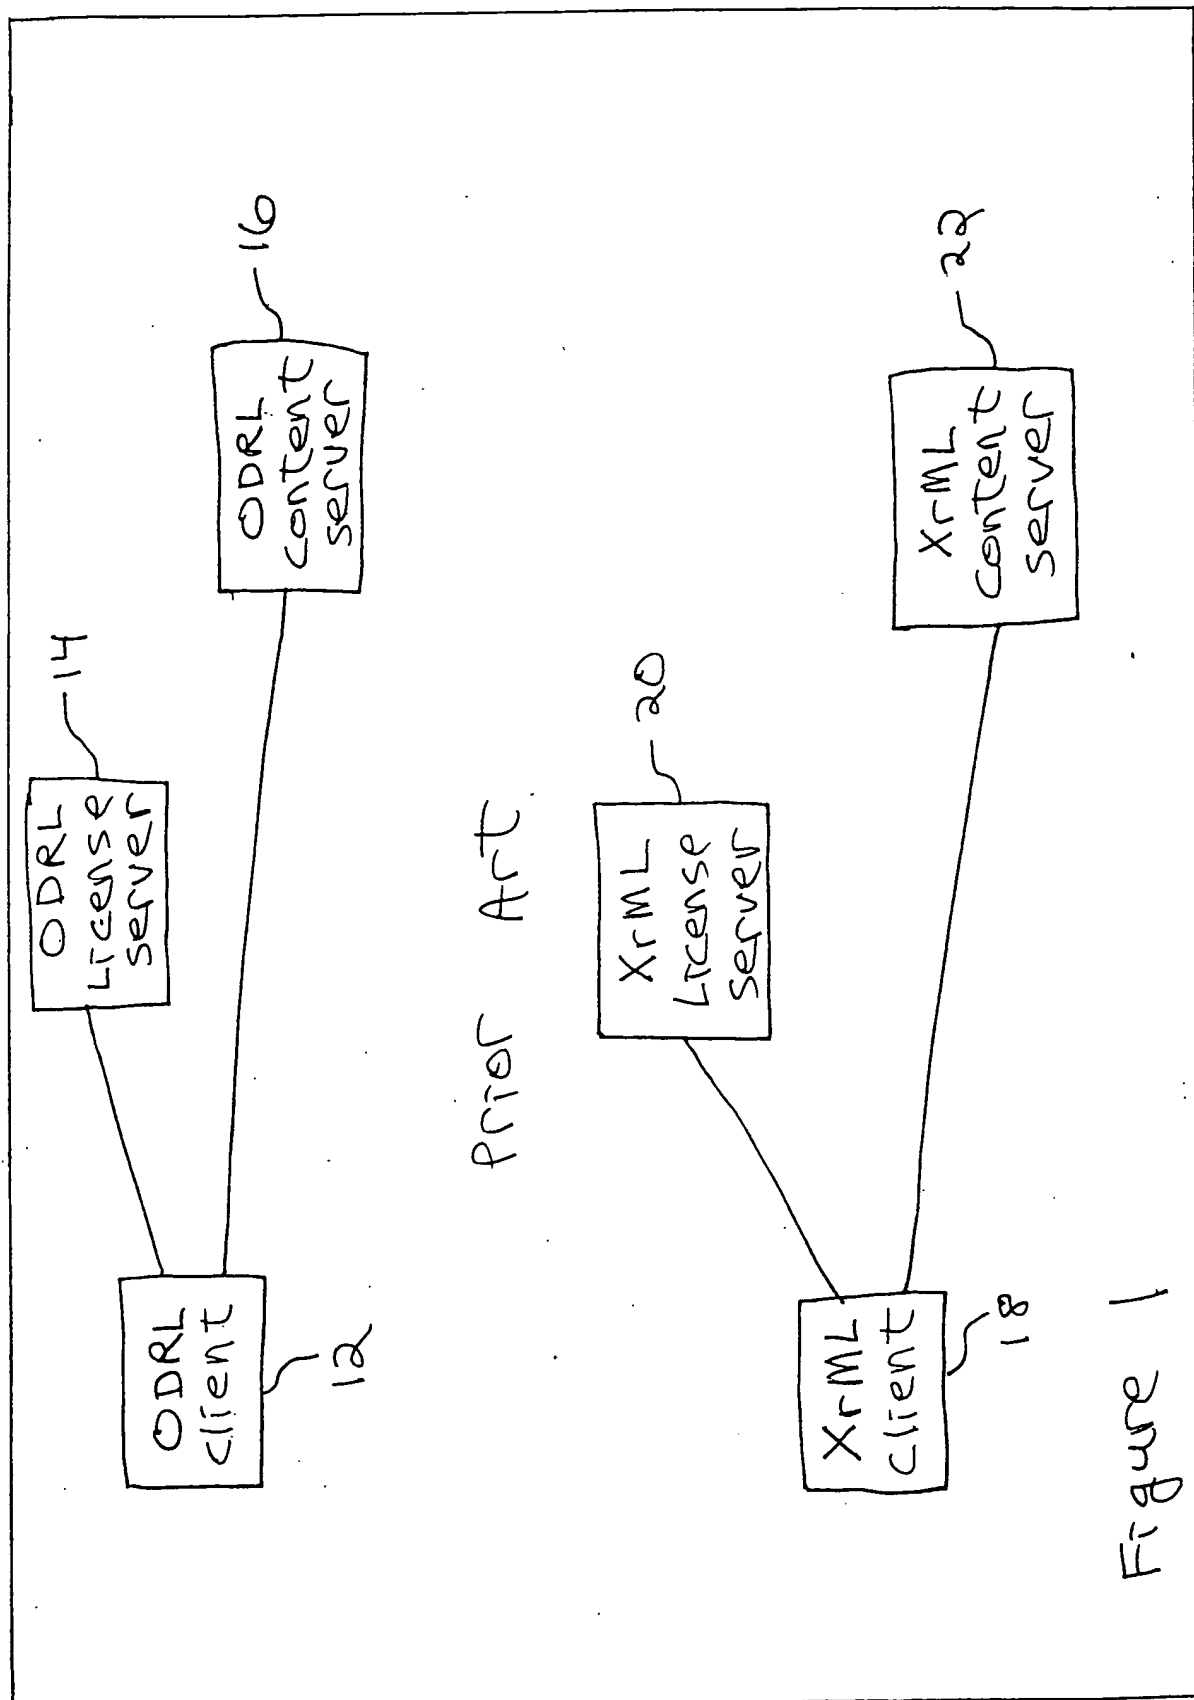 ODRL
License
server
14
ODRL
content
server
16
ODRL
client
12
Prior Art
XrML
License
server
20
XrML
content
server
22
XrML
client
18
Figure 1